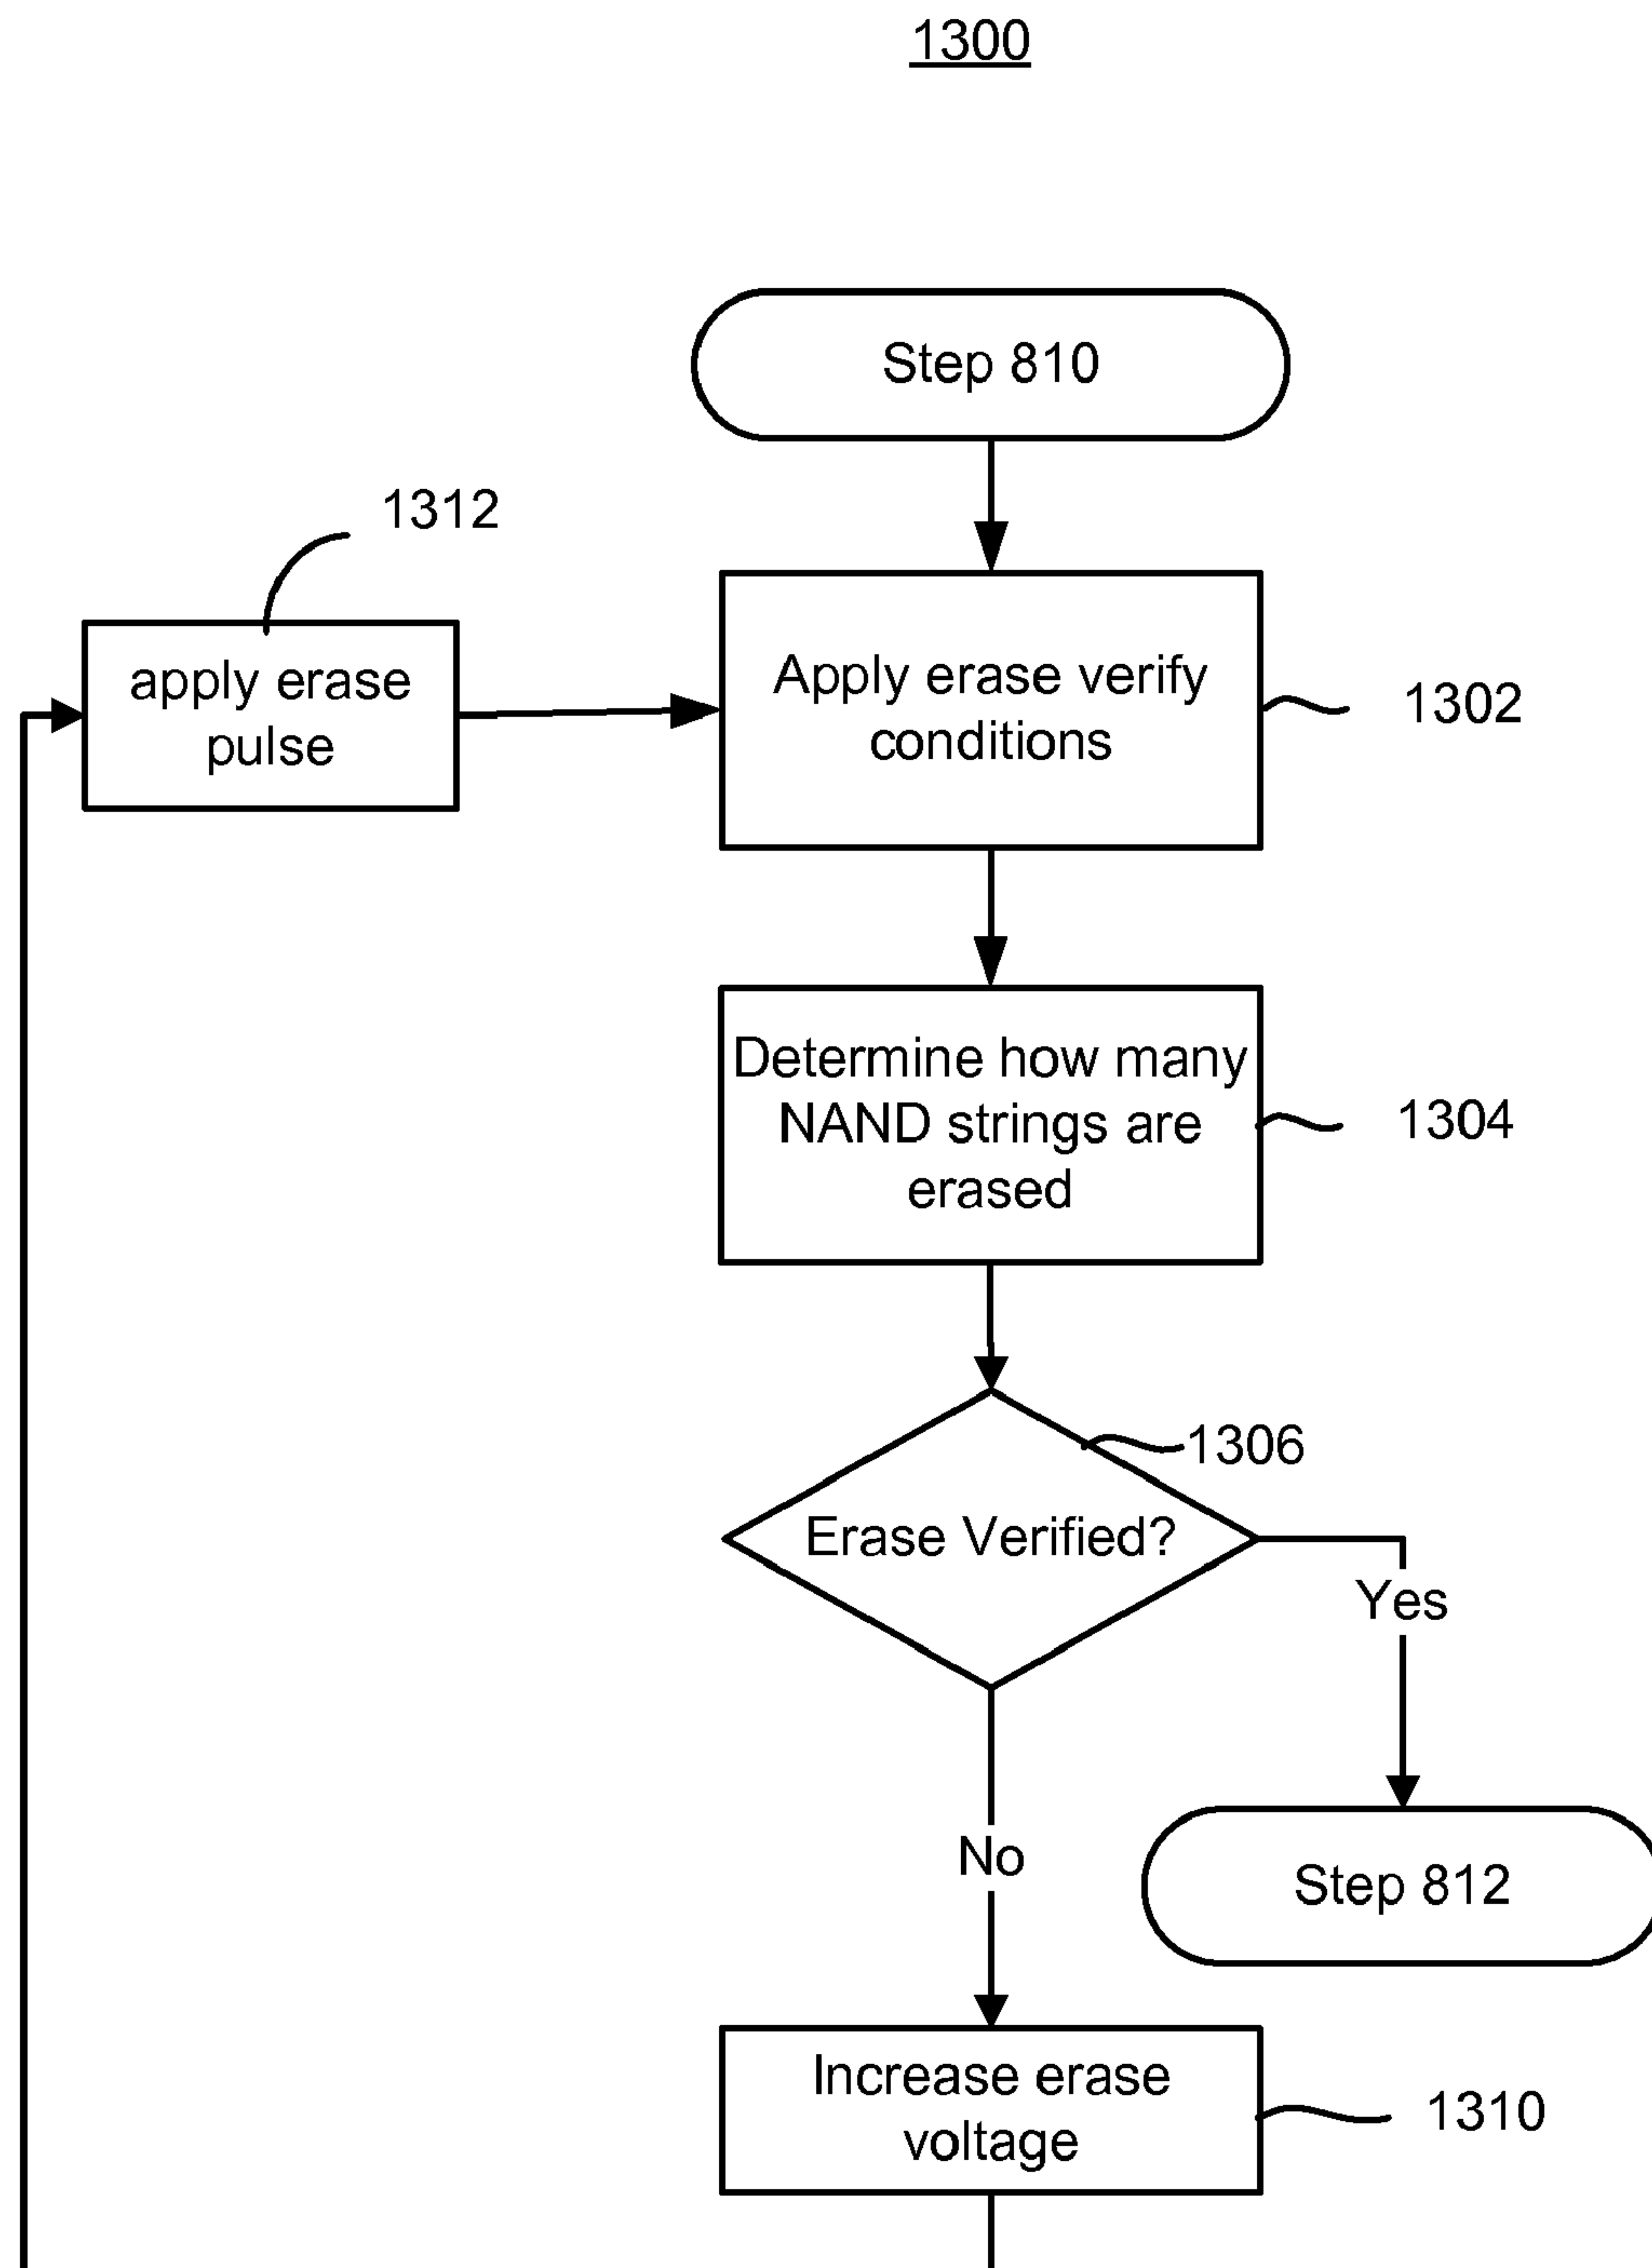 1300
Step 810
1312
apply erase
pulse
Apply erase verify
conditions
1302
Determine how many
NAND strings are
erased
1304
1306
Erase Verified?
Yes
No
Step 812
Increase erase
voltage
1310